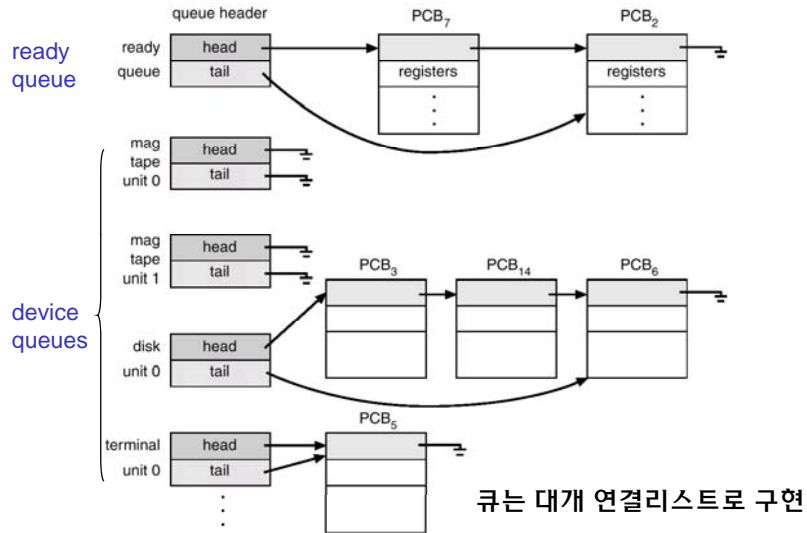 queue header
PCB7
PCB2
ready
queue
ready
queue
head
tail
registers
.
.
.
registers
.
.
.
device
queues
mag
tape
unit 0
head
tail
mag
tape
unit 1
head
tail
PCB3
PCB14
PCB6
disk
unit 0
head
tail
PCB5
terminal
unit 0
head
tail
.
.
.
큐는 대개 연결리스트로 구현